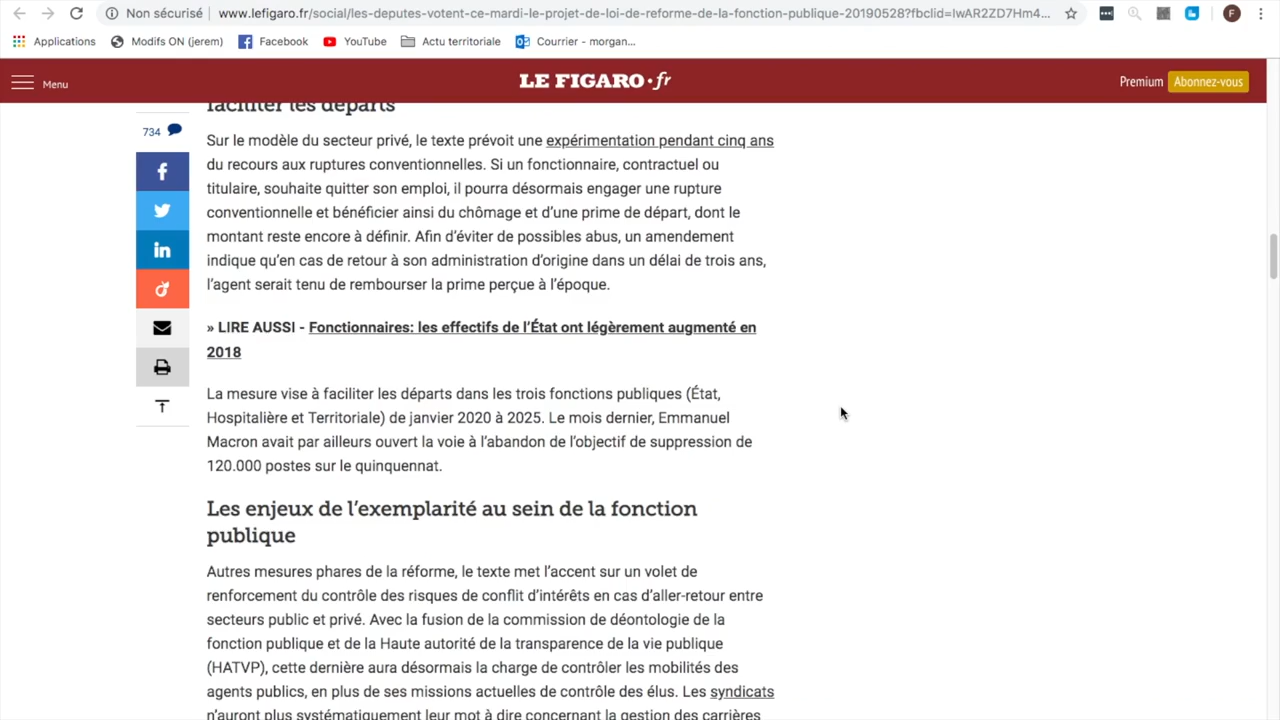 Non sécurisé www.lefigaro.fr/social/les-deputes-votent-ce-mardi-le-projet-de-loi-de-reforme-de-la-fonction-publique-20190528?fbclid=IwAR2ZD7Hm4... F
Applications Modifs ON (jerem) Facebook YouTube Actu territoriale Courrier - morgan...
Menu LE FIGARO·fr Premium Abonnez-vous
faciliter les départs
734
Sur le modèle du secteur privé, le texte prévoit une expérimentation pendant cinq ans
du recours aux ruptures conventionnelles. Si un fonctionnaire, contractuel ou
titulaire, souhaite quitter son emploi, il pourra désormais engager une rupture
conventionnelle et bénéficier ainsi du chômage et d’une prime de départ, dont le
montant reste encore à définir. Afin d’éviter de possibles abus, un amendement
indique qu’en cas de retour à son administration d’origine dans un délai de trois ans,
l’agent serait tenu de rembourser la prime perçue à l’époque.
» LIRE AUSSI - Fonctionnaires: les effectifs de l’État ont légèrement augmenté en
2018
La mesure vise à faciliter les départs dans les trois fonctions publiques (État,
Hospitalière et Territoriale) de janvier 2020 à 2025. Le mois dernier, Emmanuel
Macron avait par ailleurs ouvert la voie à l’abandon de l’objectif de suppression de
120.000 postes sur le quinquennat.
Les enjeux de l’exemplarité au sein de la fonction
publique
Autres mesures phares de la réforme, le texte met l’accent sur un volet de
renforcement du contrôle des risques de conflit d’intérêts en cas d’aller-retour entre
secteurs public et privé. Avec la fusion de la commission de déontologie de la
fonction publique et de la Haute autorité de la transparence de la vie publique
(HATVP), cette dernière aura désormais la charge de contrôler les mobilités des
agents publics, en plus de ses missions actuelles de contrôle des élus. Les syndicats
n’auront plus systématiquement leur mot à dire concernant la gestion des carrières